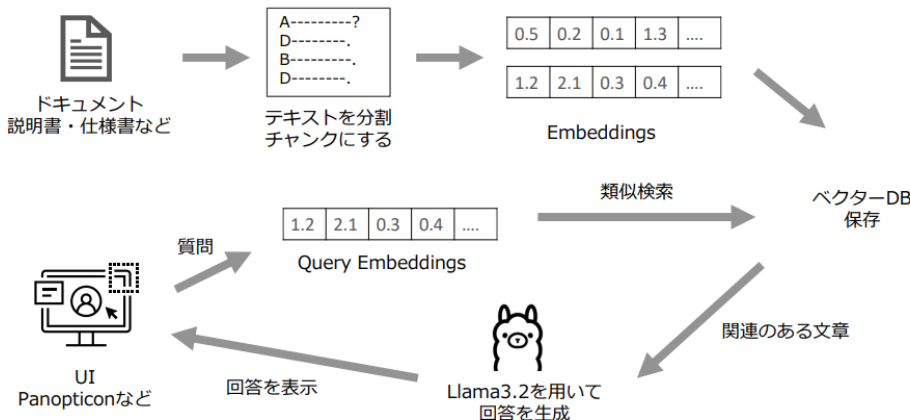 ドキュメント
説明書・仕様書など
A---------?
D-------.
B---------.
D--------.
テキストを分割
チャンクにする
0.5 0.2 0.1 1.3 ....
1.2 2.1 0.3 0.4 ....
Embeddings
ベクターDB
保存
類似検索
1.2 2.1 0.3 0.4 ....
Query Embeddings
質問
UI
Panopticonなど
関連のある文章
Llama3.2を用いて
回答を生成
回答を表示